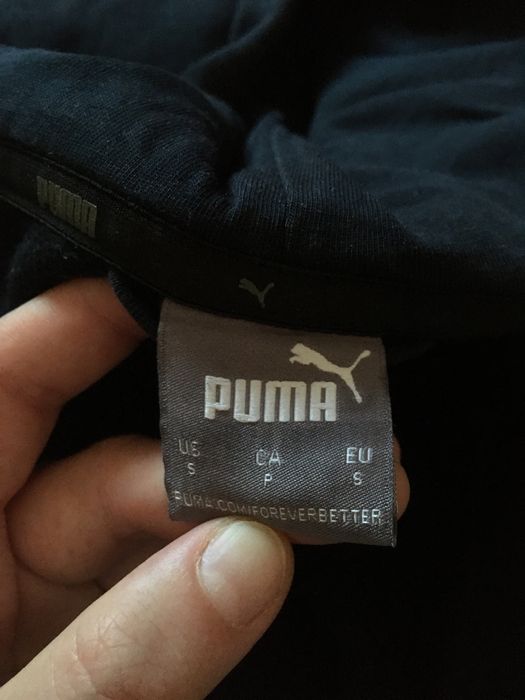 PUMA
PUMA
US CA EU
S P S
PUMA.COM/FOREVERBETTER